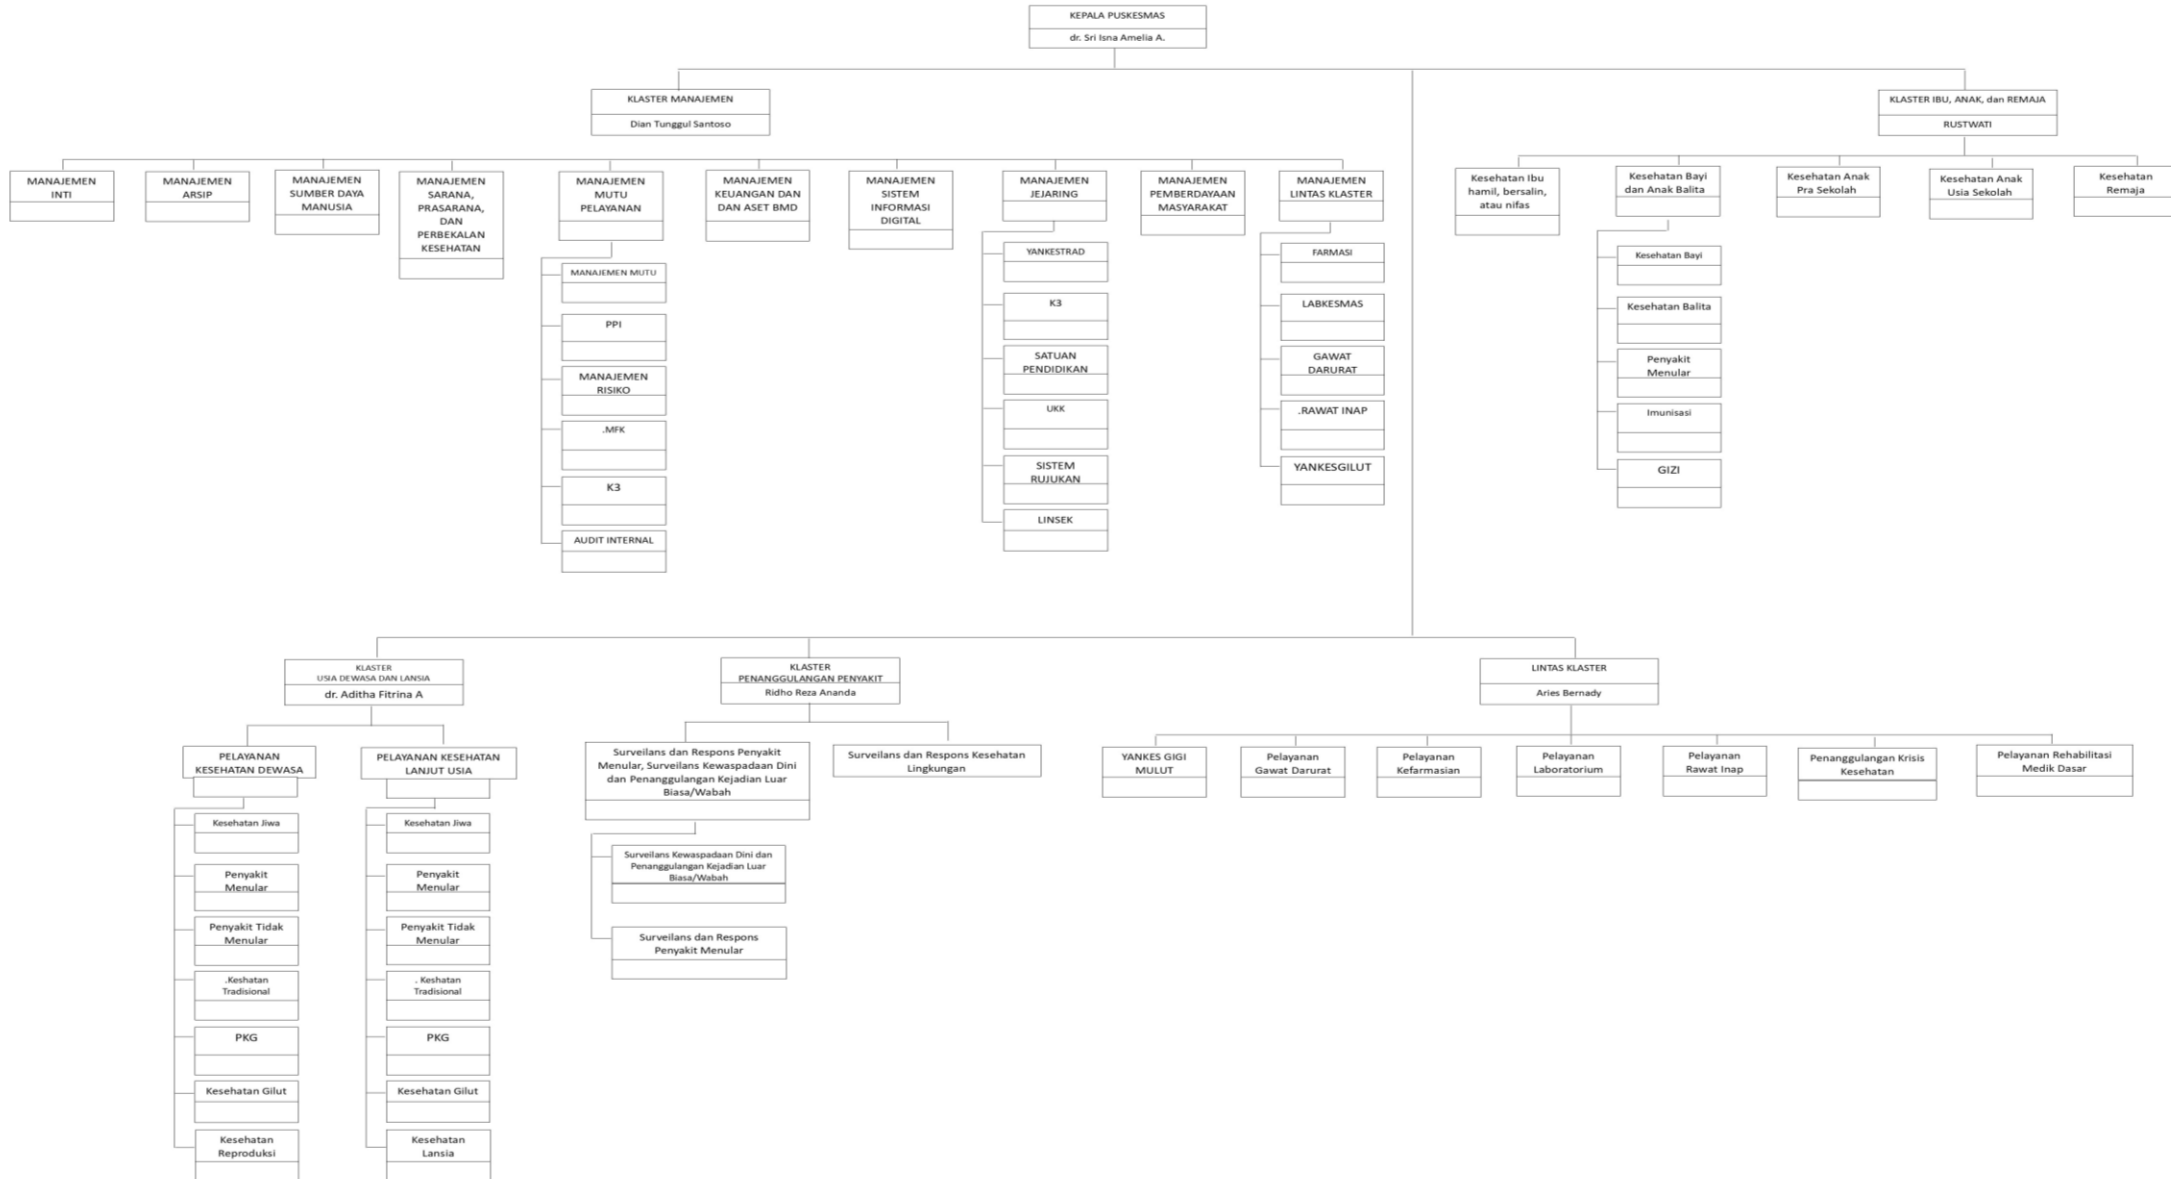 KEPALA PUSKESMAS
dr. Sri Isna Amelia A.
KLASTER MANAJEMEN
Dian Tunggul Santoso
KLASTER IBU, ANAK, dan REMAJA
RUSTWATI
MANAJEMEN
INTI
MANAJEMEN
ARSIP
MANAJEMEN
SUMBER DAYA
MANUSIA
MANAJEMEN
SARANA,
PRASARANA,
DAN
PERBEKALAN
KESEHATAN
MANAJEMEN
MUTU
PELAYANAN
MANAJEMEN
KEUANGAN DAN
DAN ASET BMD
MANAJEMEN
SISTEM
INFORMASI
DIGITAL
MANAJEMEN
JEJARING
MANAJEMEN
PEMBERDAYAAN
MASYARAKAT
MANAJEMEN
LINTAS KLASTER
Kesehatan Ibu
hamil, bersalin,
atau nifas
Kesehatan Bayi
dan Anak Balita
Kesehatan Anak
Pra Sekolah
Kesehatan Anak
Usia Sekolah
Kesehatan
Remaja
MANAJEMEN MUTU
PPI
MANAJEMEN
RISIKO
.MFK
K3
AUDIT INTERNAL
YANKESTRAD
K3
SATUAN
PENDIDIKAN
UKK
SISTEM
RUJUKAN
LINSEK
FARMASI
LABKESMAS
GAWAT
DARURAT
.RAWAT INAP
YANKESGILUT
Kesehatan Bayi
Kesehatan Balita
Penyakit
Menular
Imunisasi
GIZI
KLASTER
USIA DEWASA DAN LANSIA
dr. Aditha Fitrina A
KLASTER
PENANGGULANGAN PENYAKIT
Ridho Reza Ananda
LINTAS KLASTER
Aries Bernady
PELAYANAN
KESEHATAN DEWASA
PELAYANAN KESEHATAN
LANJUT USIA
Surveilans dan Respons Penyakit
Menular, Surveilans Kewaspadaan Dini
dan Penanggulangan Kejadian Luar
Biasa/Wabah
Surveilans dan Respons Kesehatan
Lingkungan
YANKES GIGI
MULUT
Pelayanan
Gawat Darurat
Pelayanan
Kefarmasian
Pelayanan
Laboratorium
Pelayanan
Rawat Inap
Penanggulangan Krisis
Kesehatan
Pelayanan Rehabilitasi
Medik Dasar
Kesehatan Jiwa
Penyakit
Menular
Penyakit Tidak
Menular
.Keshatan
Tradisional
PKG
Kesehatan Gilut
Kesehatan
Reproduksi
Kesehatan Jiwa
Penyakit
Menular
Penyakit Tidak
Menular
. Keshatan
Tradisional
PKG
Kesehatan Gilut
Kesehatan
Lansia
Surveilans Kewaspadaan Dini dan
Penanggulangan Kejadian Luar
Biasa/Wabah
Surveilans dan Respons
Penyakit Menular